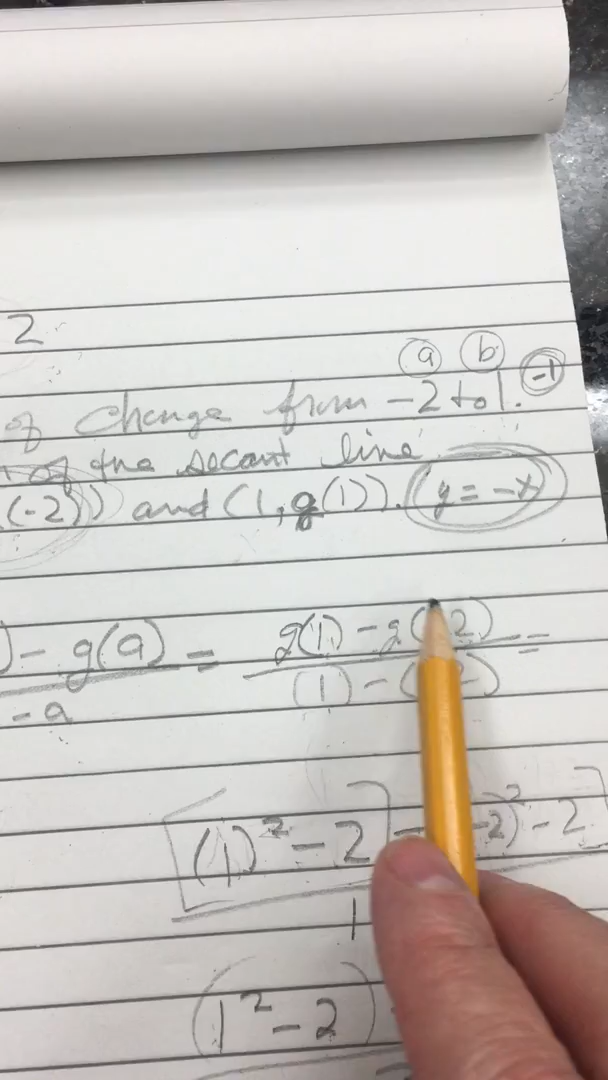 2
a b
of change from -2 to 1. -1
of the secant line
(-2)) and (1, g(1)). (y = -x)
) - g(a) = g(1) - g( 2) =
- a (1) - (
[(1)² - 2] - -2)² - 2]
1
(1² - 2)